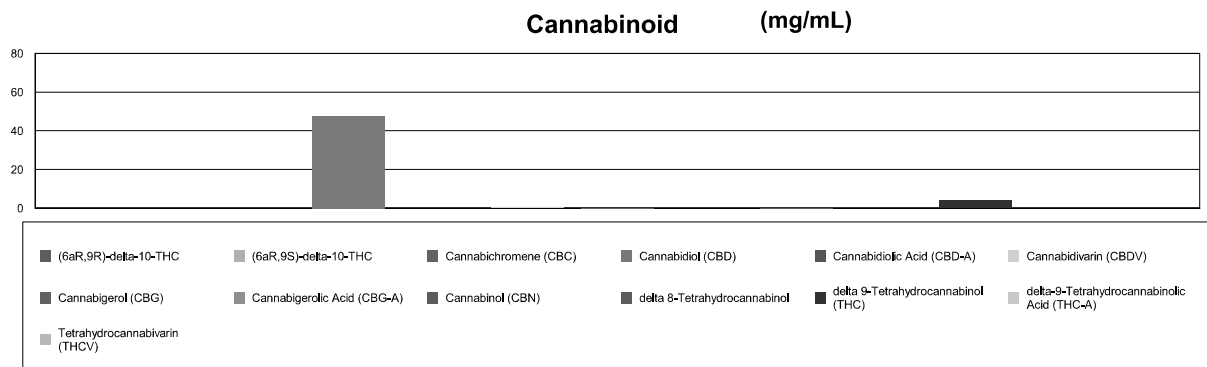 Cannabinoid (mg/mL)
80
60
40
20
0
(6aR,9R)-delta-10-THC
(6aR,9S)-delta-10-THC
Cannabichromene (CBC)
Cannabidiol (CBD)
Cannabidiolic Acid (CBD-A)
Cannabidivarin (CBDV)
Cannabigerol (CBG)
Cannabigerolic Acid (CBG-A)
Cannabinol (CBN)
delta 8-Tetrahydrocannabinol
delta 9-Tetrahydrocannabinol
(THC)
delta-9-Tetrahydrocannabinolic
Acid (THC-A)
Tetrahydrocannabivarin
(THCV)